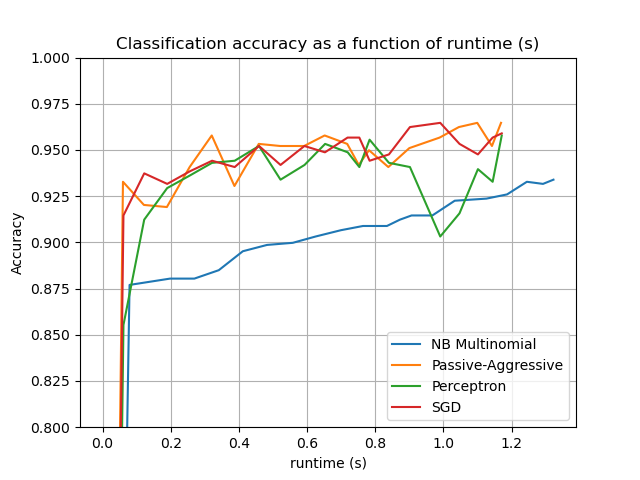 Classification accuracy as a function of runtime (s)
1.000
0.975
0.950
0.925
0.900
0.875
0.850
0.825
0.800
Accuracy
NB Multinomial
Passive-Aggressive
Perceptron
SGD
0.0 0.2 0.4 0.6 0.8 1.0 1.2
runtime (s)